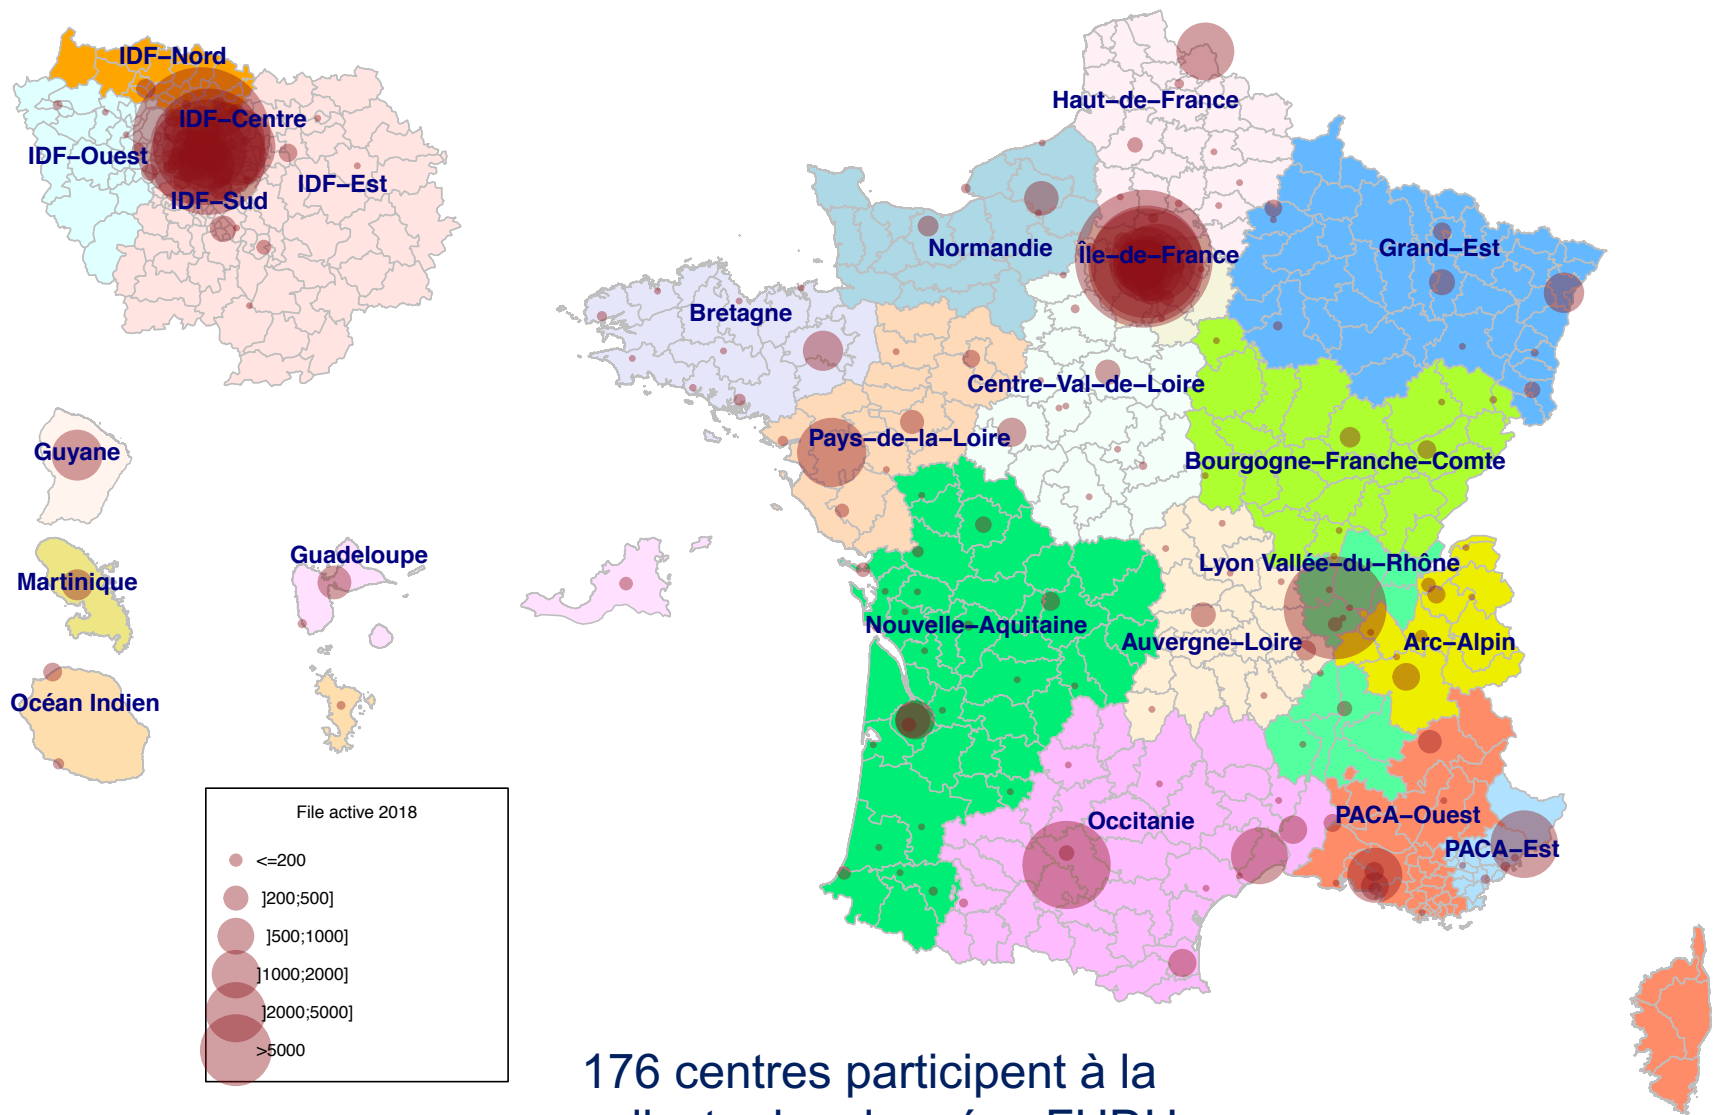 IDF–Nord
IDF–Centre
IDF–Ouest
IDF–Est
IDF–Sud
Haut–de–France
Normandie
Île–de–France
Grand–Est
Bretagne
Centre–Val–de–Loire
Pays–de–la–Loire
Bourgogne–Franche–Comte
Guyane
Guadeloupe
Martinique
Lyon Vallée–du–Rhône
Nouvelle–Aquitaine
Auvergne–Loire
Arc–Alpin
Océan Indien
Occitanie
PACA–Ouest
PACA–Est
File active 2018
<=200
]200;500]
]500;1000]
]1000;2000]
]2000;5000]
>5000
176 centres participent à la